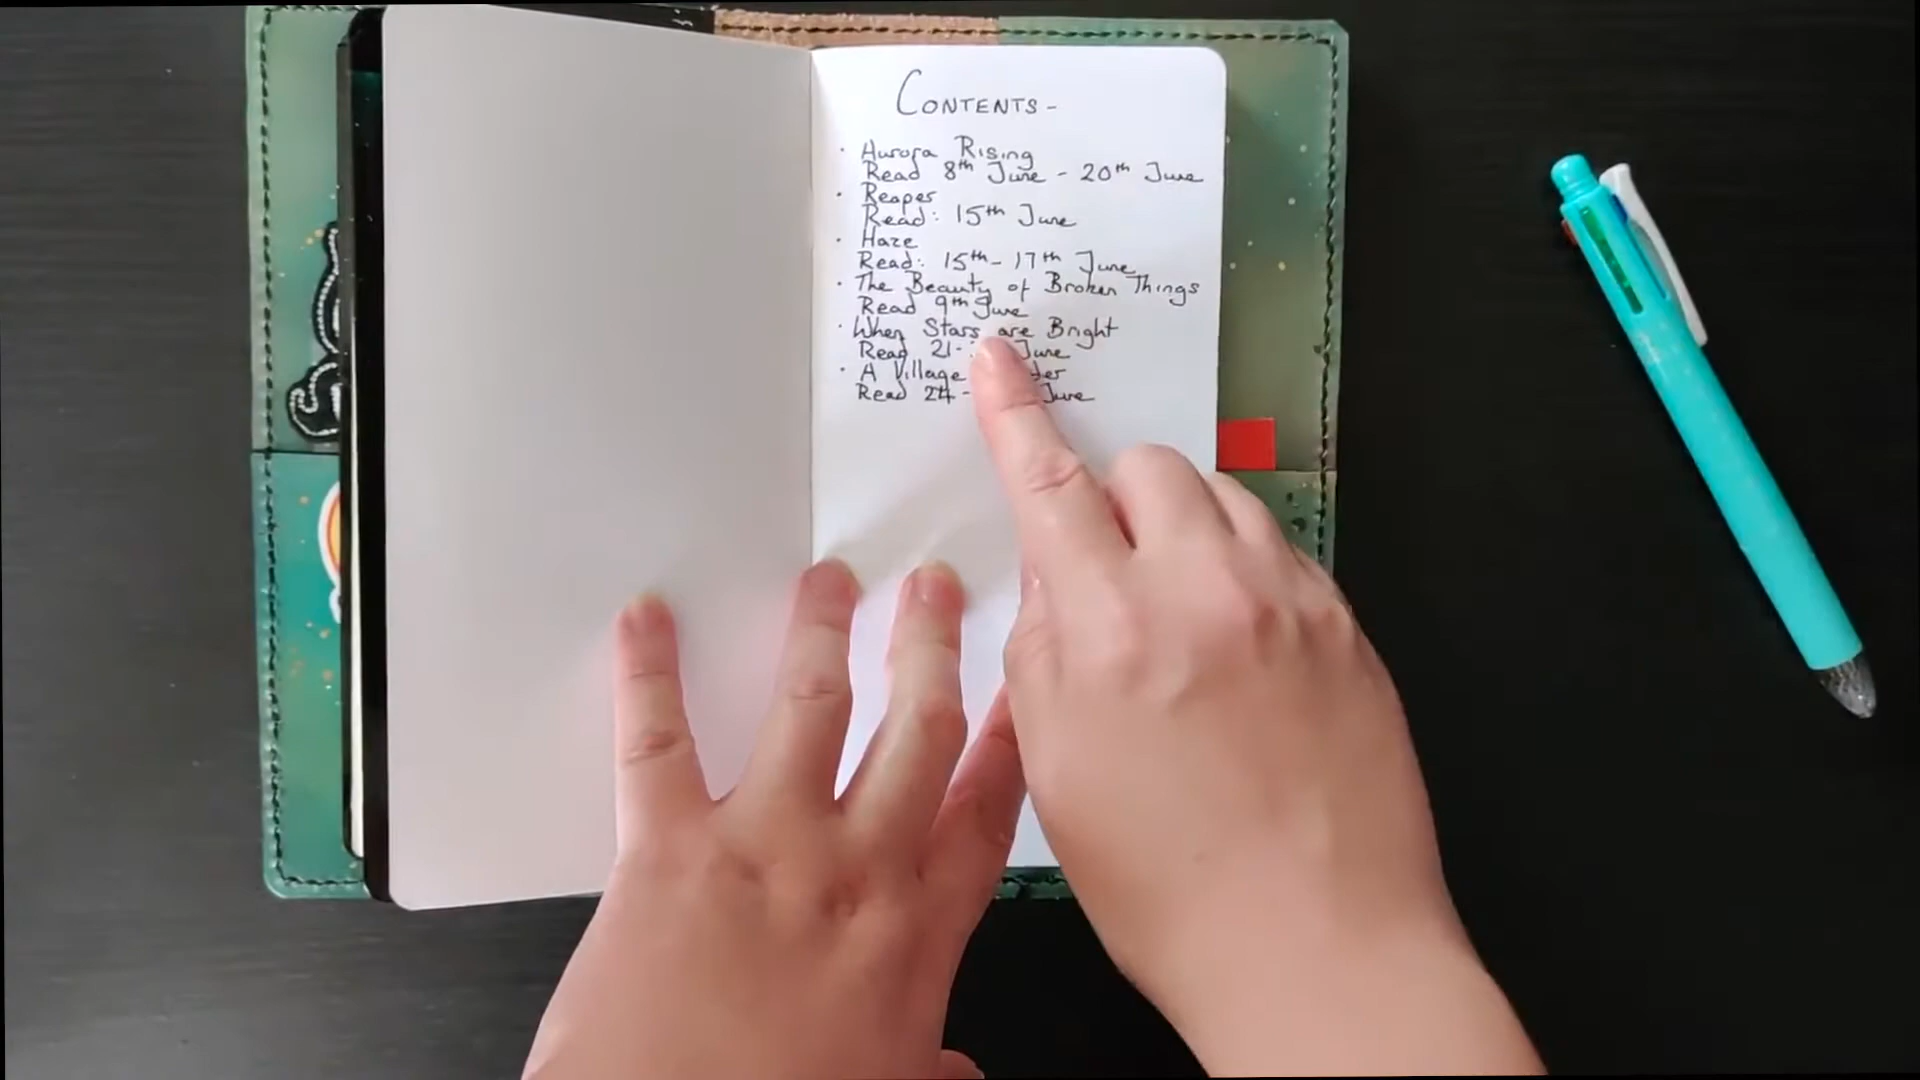 CONTENTS -
· Aurora Rising
Read 8th June - 20th June
· Reaper
Read: 15th June
· Haze
Read: 15th - 17th June
· The Beauty of Broken Things
Read 9th June
· When Stars are Bright
Read 21- June
· A Village
Read 24 - June